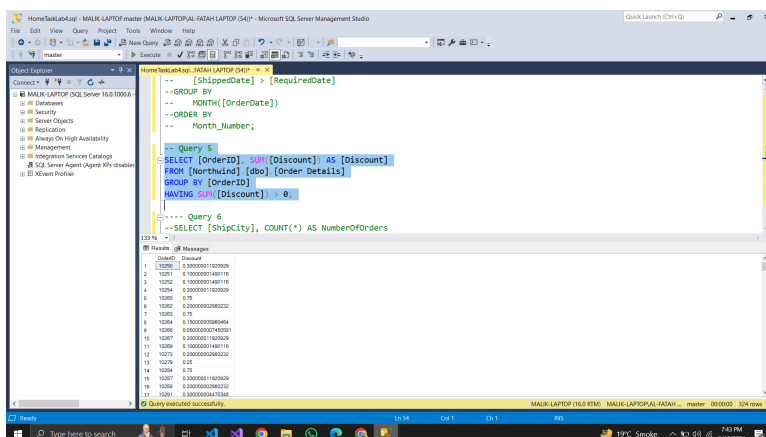 HomeTaskLab4.sql - MALIK-LAPTOP.master (MALIK-LAPTOP\AL-FATAH LAPTOP (54))* - Microsoft SQL Server Management Studio
Quick Launch (Ctrl+Q)
File Edit View Query Project Tools Window Help
New Query
master
Execute
Object Explorer
HomeTaskLab4.sql...FATAH LAPTOP (54))*
Connect
MALIK-LAPTOP (SQL Server 16.0.1000.6 -
Databases
Security
Server Objects
Replication
Always On High Availability
Management
Integration Services Catalogs
SQL Server Agent (Agent XPs disabled
XEvent Profiler
-- [ShippedDate] > [RequiredDate]
--GROUP BY
-- MONTH([OrderDate])
--ORDER BY
-- Month_Number;
-- Query 5
SELECT [OrderID], SUM([Discount]) AS [Discount]
FROM [Northwind].[dbo].[Order Details]
GROUP BY [OrderID]
HAVING SUM([Discount]) > 0;
---- Query 6
--SELECT [ShipCity], COUNT(*) AS NumberOfOrders
133 %
Results Messages
OrderID Discount
1 10250 0.300000011920929
2 10251 0.100000001490116
3 10252 0.100000001490116
4 10254 0.300000011920929
5 10260 0.75
6 10262 0.200000002980232
7 10263 0.75
8 10264 0.150000005960464
9 10266 0.0500000007450581
10 10267 0.300000011920929
11 10269 0.100000001490116
12 10273 0.200000002980232
13 10279 0.25
14 10284 0.75
15 10287 0.300000011920929
16 10288 0.200000002980232
17 10291 0.300000004470348
Query executed successfully.
MALIK-LAPTOP (16.0 RTM) MALIK-LAPTOP\AL-FATAH ... master 00:00:00 324 rows
Ready Ln 54 Col 1 Ch 1 INS
Type here to search
19°C Smoke
7:43 PM